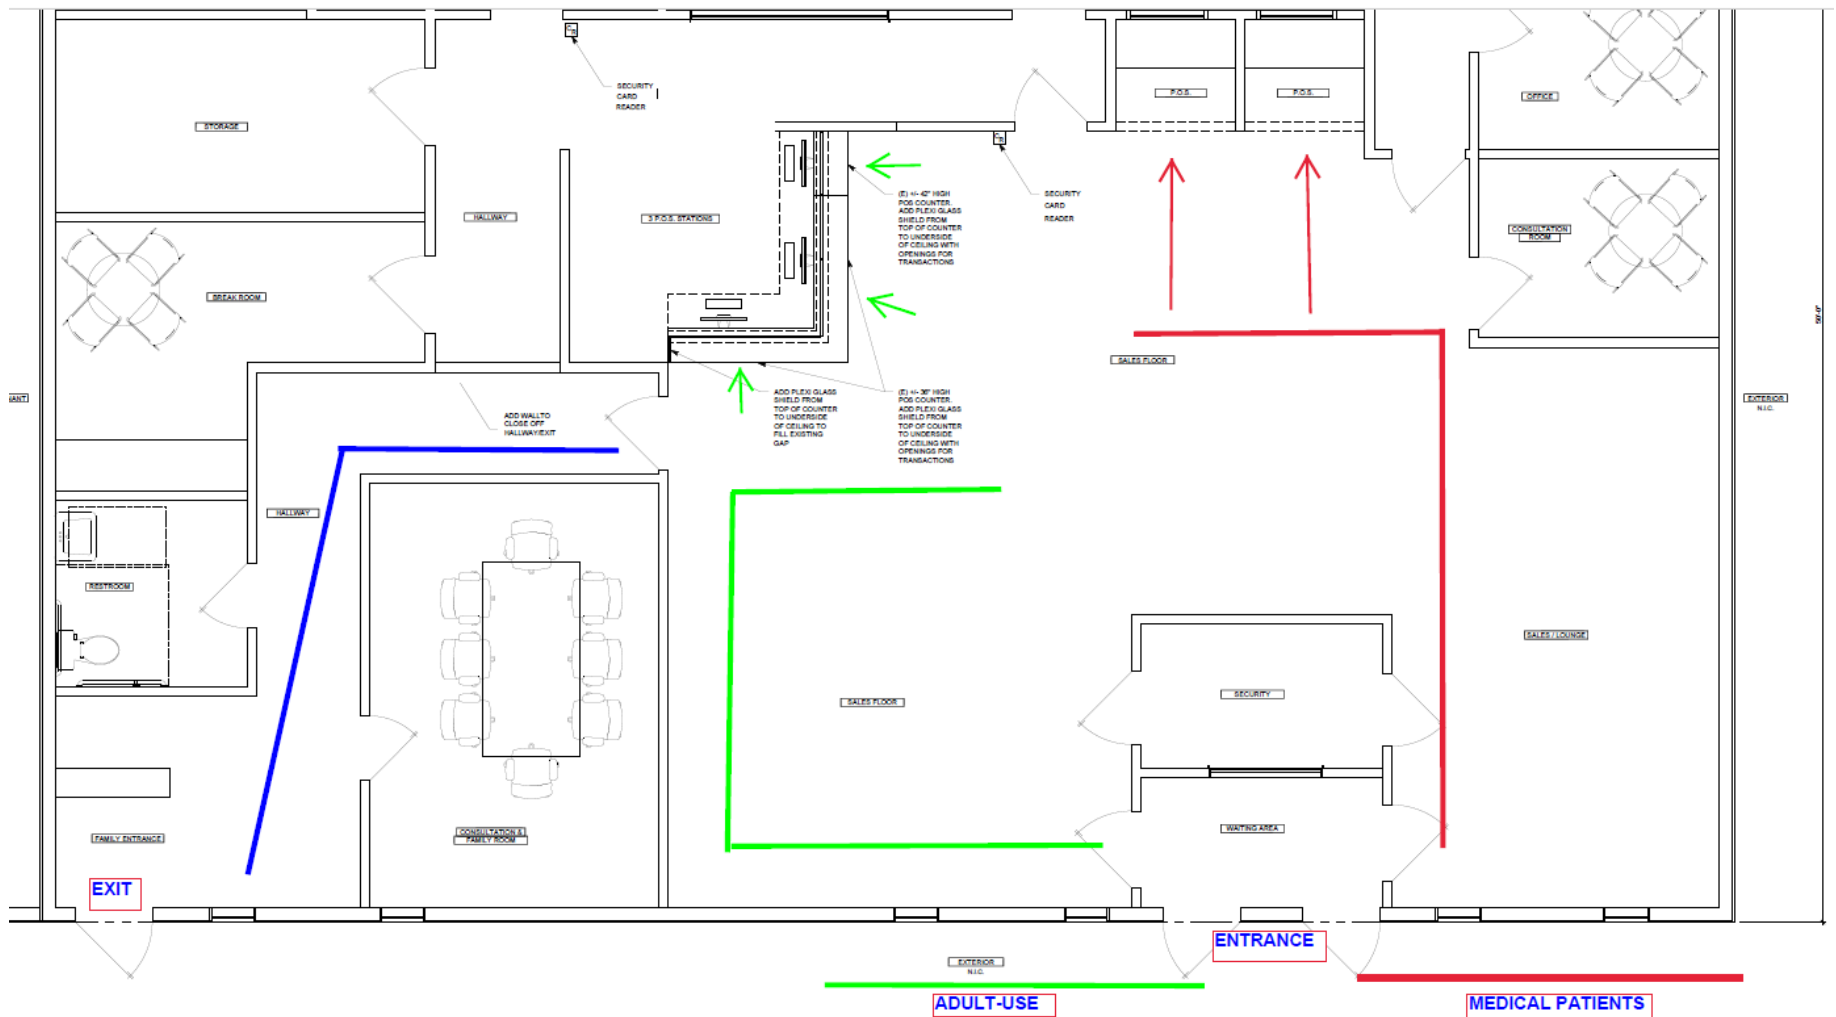 SECURITY
CARD
READER
STORAGE
P.O.S.
P.O.S.
OFFICE
HALLWAY
3 P.O.S. STATIONS
(E) +/- 42" HIGH
POS COUNTER.
ADD PLEXI GLASS
SHIELD FROM
TOP OF COUNTER
TO UNDERSIDE
OF CEILING WITH
OPENINGS FOR
TRANSACTIONS
SECURITY
CARD
READER
CONSULTATION
ROOM
BREAK ROOM
50'-0"
SALES FLOOR
ADD WALL TO
CLOSE OFF
HALLWAY/EXIT
ADD PLEXI GLASS
SHIELD FROM
TOP OF COUNTER
TO UNDERSIDE
OF CEILING TO
FILL EXISTING
GAP
(E) +/- 36" HIGH
POS COUNTER.
ADD PLEXI GLASS
SHIELD FROM
TOP OF COUNTER
TO UNDERSIDE
OF CEILING WITH
OPENINGS FOR
TRANSACTIONS
ANT
EXTERIOR
N.I.C.
HALLWAY
RESTROOM
SALES / LOUNGE
SALES FLOOR
SECURITY
FAMILY ENTRANCE
CONSULTATION &
FAMILY ROOM
WAITING AREA
EXIT
ENTRANCE
EXTERIOR
N.I.C.
ADULT-USE
MEDICAL PATIENTS